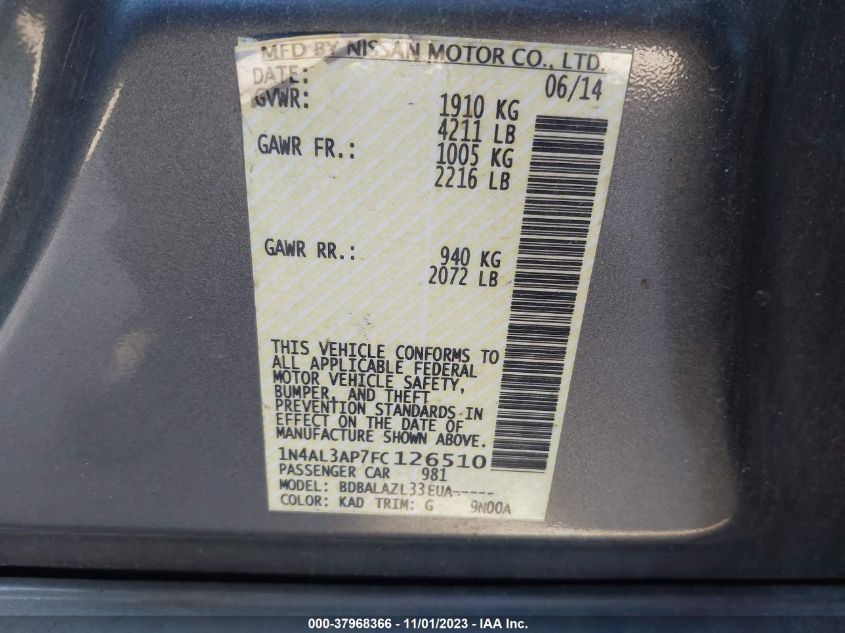 MFD BY NISSAN MOTOR CO., LTD.
DATE: 06/14
GVWR: 1910 KG
4211 LB
GAWR FR.: 1005 KG
2216 LB
GAWR RR.: 940 KG
2072 LB
THIS VEHICLE CONFORMS TO
ALL APPLICABLE FEDERAL
MOTOR VEHICLE SAFETY,
BUMPER, AND THEFT
PREVENTION STANDARDS IN
EFFECT ON THE DATE OF
MANUFACTURE SHOWN ABOVE.
1N4AL3AP7FC126510
PASSENGER CAR 981
MODEL: BDBALAZL33EUA-----
COLOR: KAD TRIM: G 9N00A
000-37968366 - 11/01/2023 - IAA Inc.